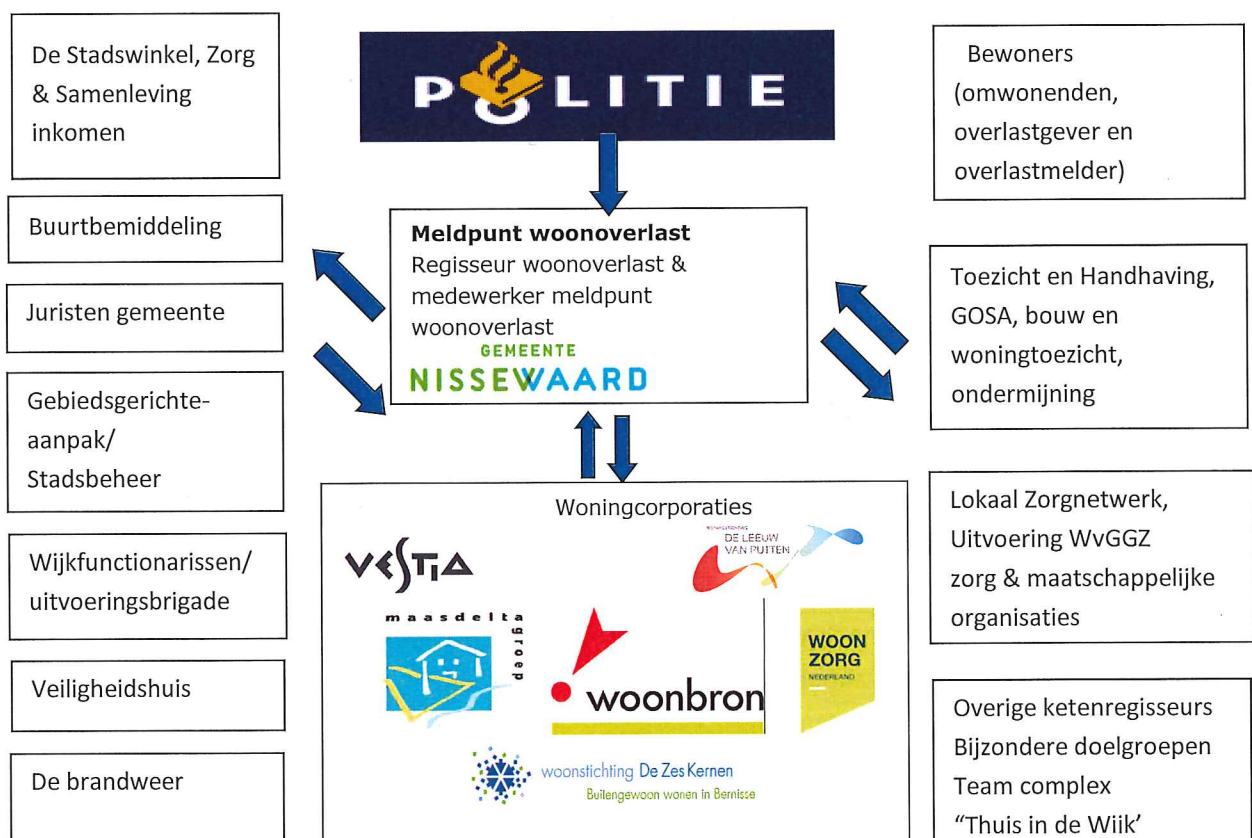 De Stadswinkel, Zorg
& Samenleving
inkomen
Buurtbemiddeling
Juristen gemeente
Gebiedsgerichte-
aanpak/
Stadsbeheer
Wijkfunctionarissen/
uitvoeringsbrigade
Veiligheidshuis
De brandweer
POLITIE
Meldpunt woonoverlast
Regisseur woonoverlast &
medewerker meldpunt
woonoverlast
GEMEENTE
NISSEWAARD
Woningcorporaties
VESTIA
WOONSTICHTING
DE LEEUW
VAN PUTTEN
maasdelta
groep
woonbron
WOON
ZORG
NEDERLAND
woonstichting De Zes Kernen
Buitengewoon wonen in Bernisse
Bewoners
(omwonenden,
overlastgever en
overlastmelder)
Toezicht en Handhaving,
GOSA, bouw en
woningtoezicht,
ondermijning
Lokaal Zorgnetwerk,
Uitvoering WvGGZ
zorg & maatschappelijke
organisaties
Overige ketenregisseurs
Bijzondere doelgroepen
Team complex
“Thuis in de Wijk’